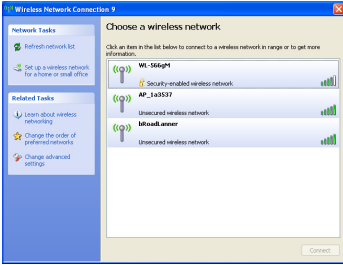 Wireless Network Connection 9
Network Tasks
Refresh network list
Set up a wireless network
for a home or small office
Related Tasks
Learn about wireless
networking
Change the order of
preferred networks
Change advanced
settings
Choose a wireless network
Click an item in the list below to connect to a wireless network in range or to get more
information.
WL-566gM
Security-enabled wireless network
AP_1a3537
Unsecured wireless network
bRoadLanner
Unsecured wireless network
Connect